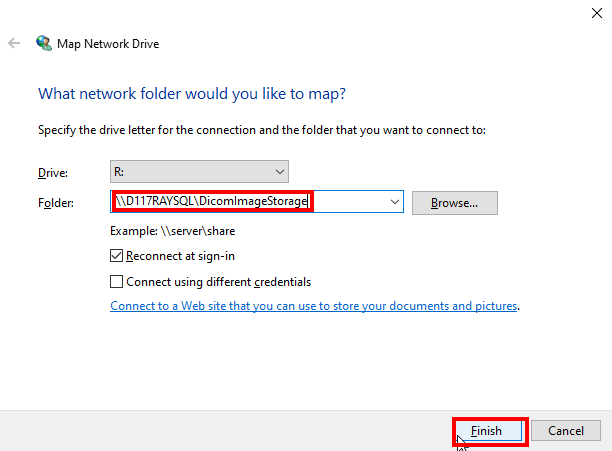 Map Network Drive
What network folder would you like to map?
Specify the drive letter for the connection and the folder that you want to connect to:
Drive: R:
Folder: \\D117RAYSQL\DicomImageStorage Browse...
Example: \\server\share
Reconnect at sign-in
Connect using different credentials
Connect to a Web site that you can use to store your documents and pictures.
Finish Cancel